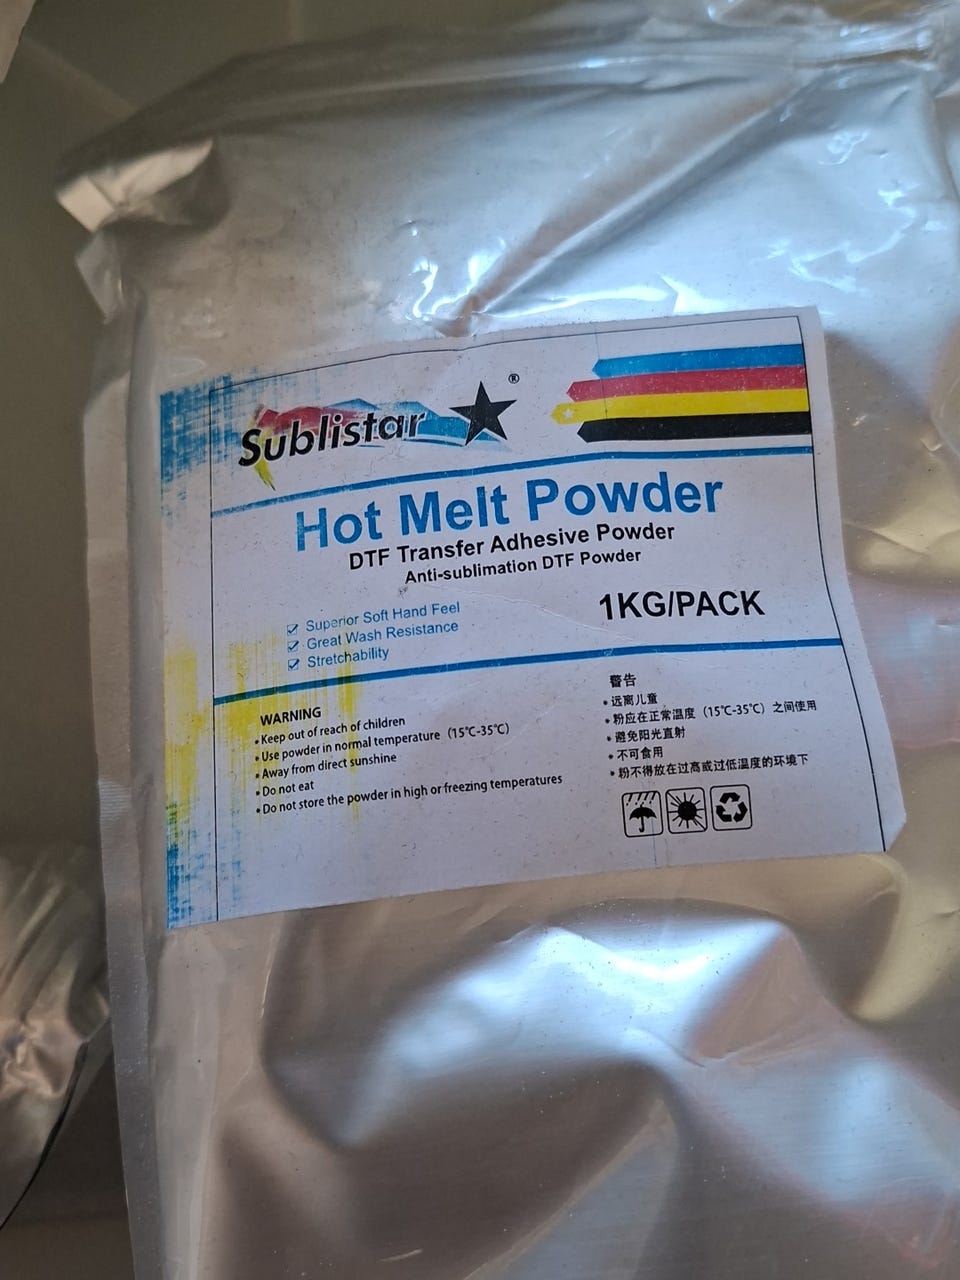 Sublistar ®
Hot Melt Powder
DTF Transfer Adhesive Powder
Anti-sublimation DTF Powder
☑ Superior Soft Hand Feel
☑ Great Wash Resistance
☑ Stretchability
1KG/PACK
WARNING
• Keep out of reach of children
• Use powder in normal temperature (15℃-35℃)
• Away from direct sunshine
• Do not eat
• Do not store the powder in high or freezing temperatures
警告
• 远离儿童
• 粉应在正常温度（15℃-35℃）之间使用
• 避免阳光直射
• 不可食用
• 粉不得放在过高或过低温度的环境下